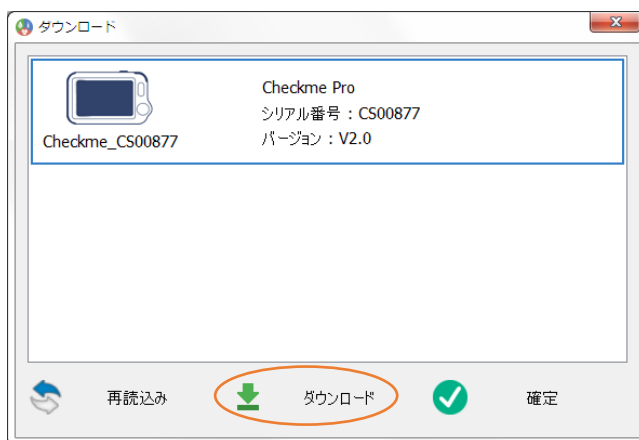 ダウンロード
Checkme Pro
シリアル番号：CS00877
バージョン：V2.0
Checkme_CS00877
再読込み
ダウンロード
確定